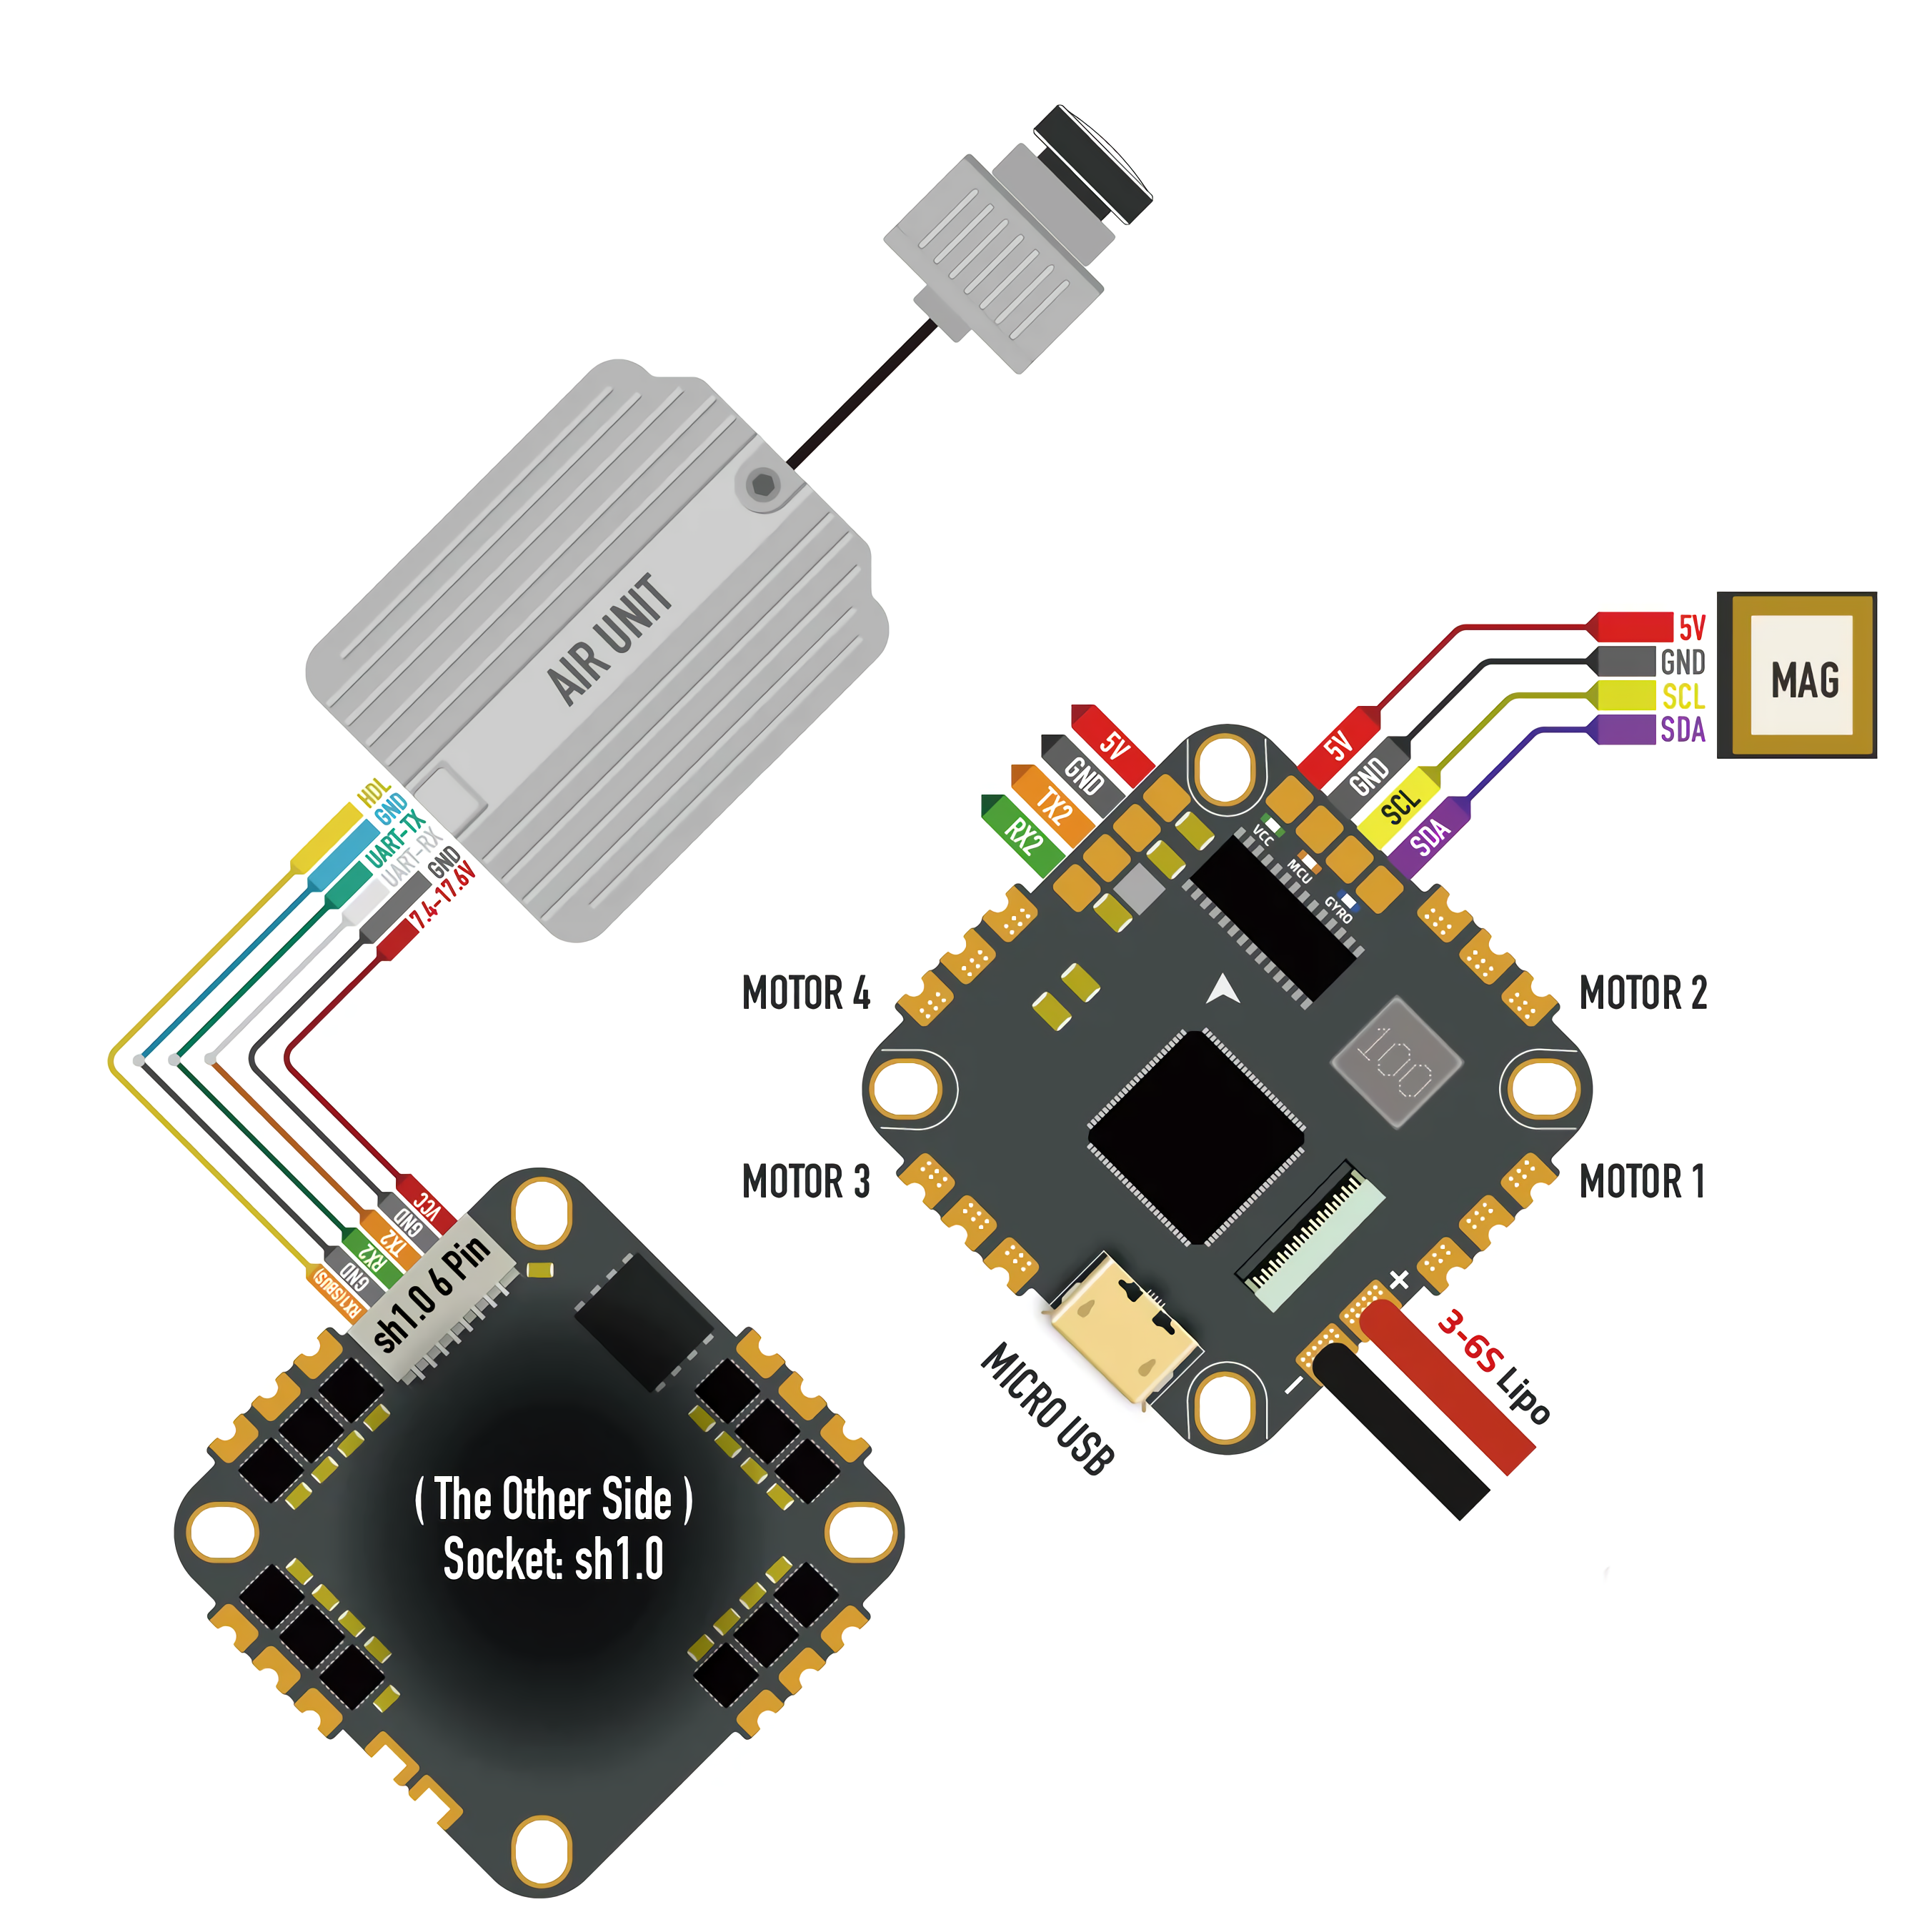 AIR UNIT
HDL
GND
UART-TX
UART-RX
GND
7.4-17.6V
5V
GND
SCL
SDA
MAG
5V
GND
TX2
RX2
5V
GND
SCL
SDA
VCC
MCU
GYRO
MOTOR 4
MOTOR 2
100
MOTOR 3
MOTOR 1
VCC
GND
TX2
RX2
GND
RX1(SBUS)
sh1.0 6 Pin
+
3-6S Lipo
MICRO USB
( The Other Side )
Socket: sh1.0